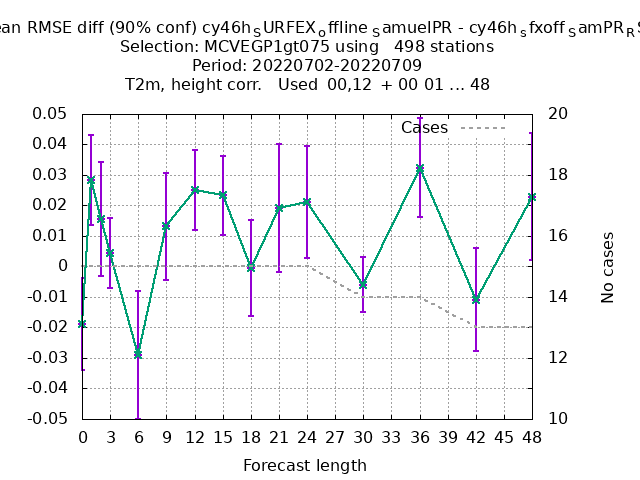 ean RMSE diff (90% conf) cy46hSURFEXoffline SamuelPR - cy46hsfxoffSamPRRS
Selection: MCVEGP1gt075 using 498 stations
Period: 20220702-20220709
T2m, height corr. Used 00,12 + 00 01 ... 48
Cases
0.05
0.04
0.03
0.02
0.01
0
-0.01
-0.02
-0.03
-0.04
-0.05
20
18
16
14
12
10
No cases
0 3 6 9 12 15 18 21 24 27 30 33 36 39 42 45 48
Forecast length